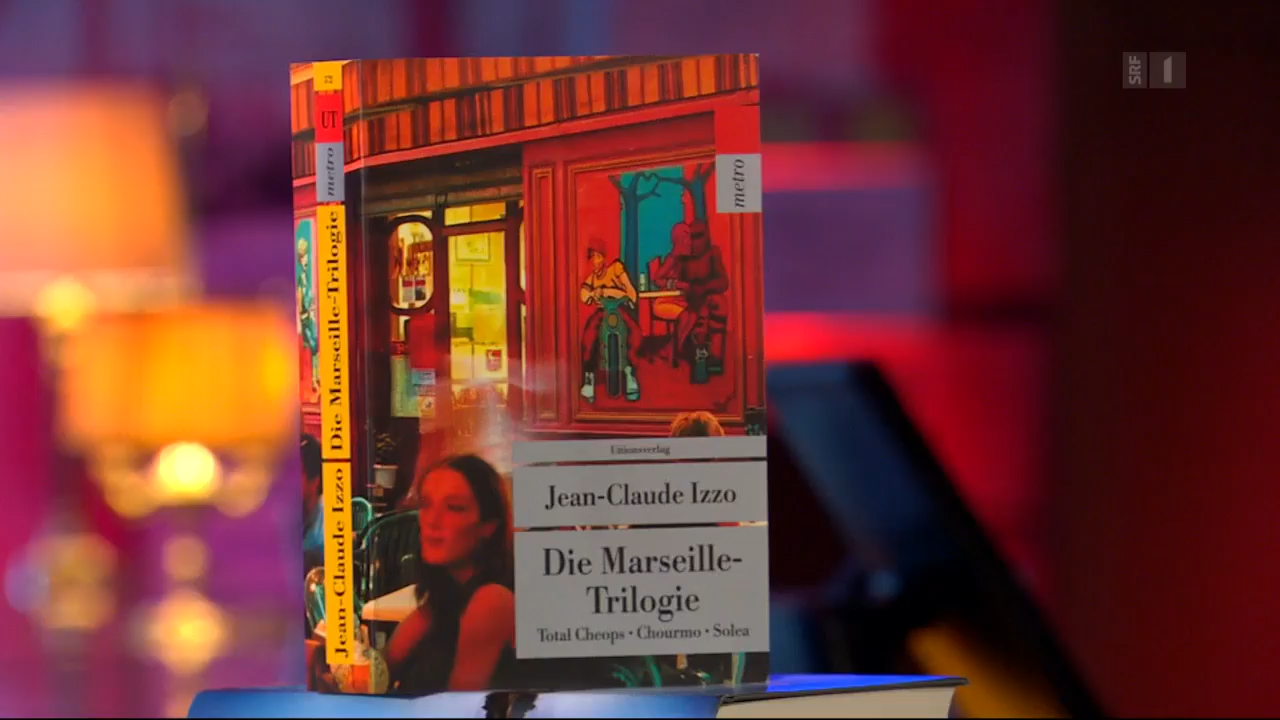 SRF 1
UT
metro
Die Marseille-Trilogie
Jean-Claude Izzo
metro
Unionsverlag
Jean-Claude Izzo
Die Marseille-
Trilogie
Total Cheops • Chourmo • Solea